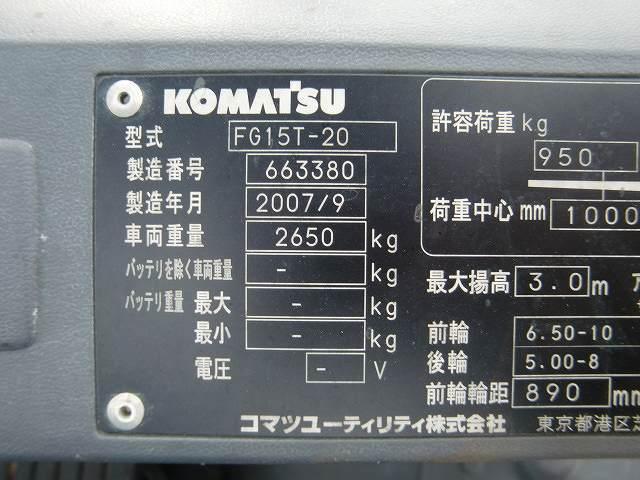 KOMATSU
型式 FG15T-20
製造番号 663380
製造年月 2007/9
車両重量 2650 kg
バッテリを除く車両重量 - kg
バッテリ重量 最大 - kg
最小 - kg
電圧 - V
許容荷重 kg
950
荷重中心 mm 1000
最大揚高 3.0 m
前輪 6.50-10
後輪 5.00-8
前輪輪距 890 mm
コマツユーティリティ株式会社 東京都港区